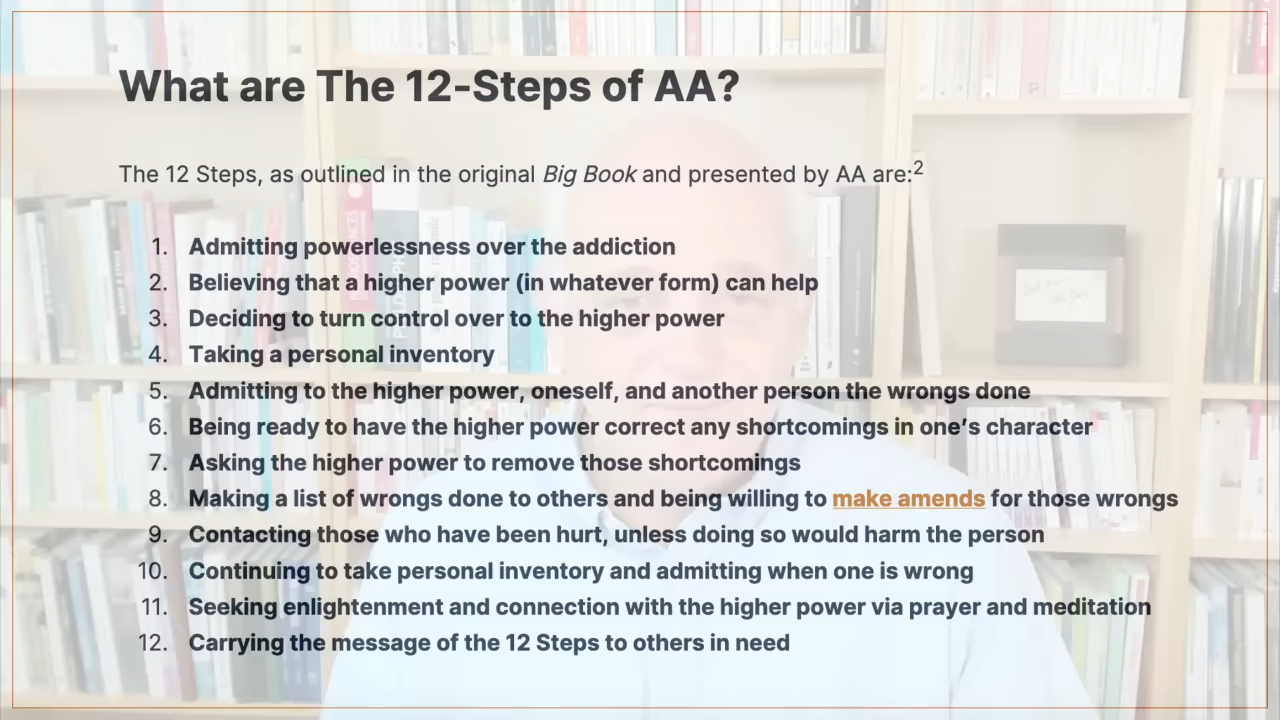 What are The 12-Steps of AA?
The 12 Steps, as outlined in the original Big Book and presented by AA are:2
1. Admitting powerlessness over the addiction
2. Believing that a higher power (in whatever form) can help
3. Deciding to turn control over to the higher power
4. Taking a personal inventory
5. Admitting to the higher power, oneself, and another person the wrongs done
6. Being ready to have the higher power correct any shortcomings in one’s character
7. Asking the higher power to remove those shortcomings
8. Making a list of wrongs done to others and being willing to make amends for those wrongs
9. Contacting those who have been hurt, unless doing so would harm the person
10. Continuing to take personal inventory and admitting when one is wrong
11. Seeking enlightenment and connection with the higher power via prayer and meditation
12. Carrying the message of the 12 Steps to others in need